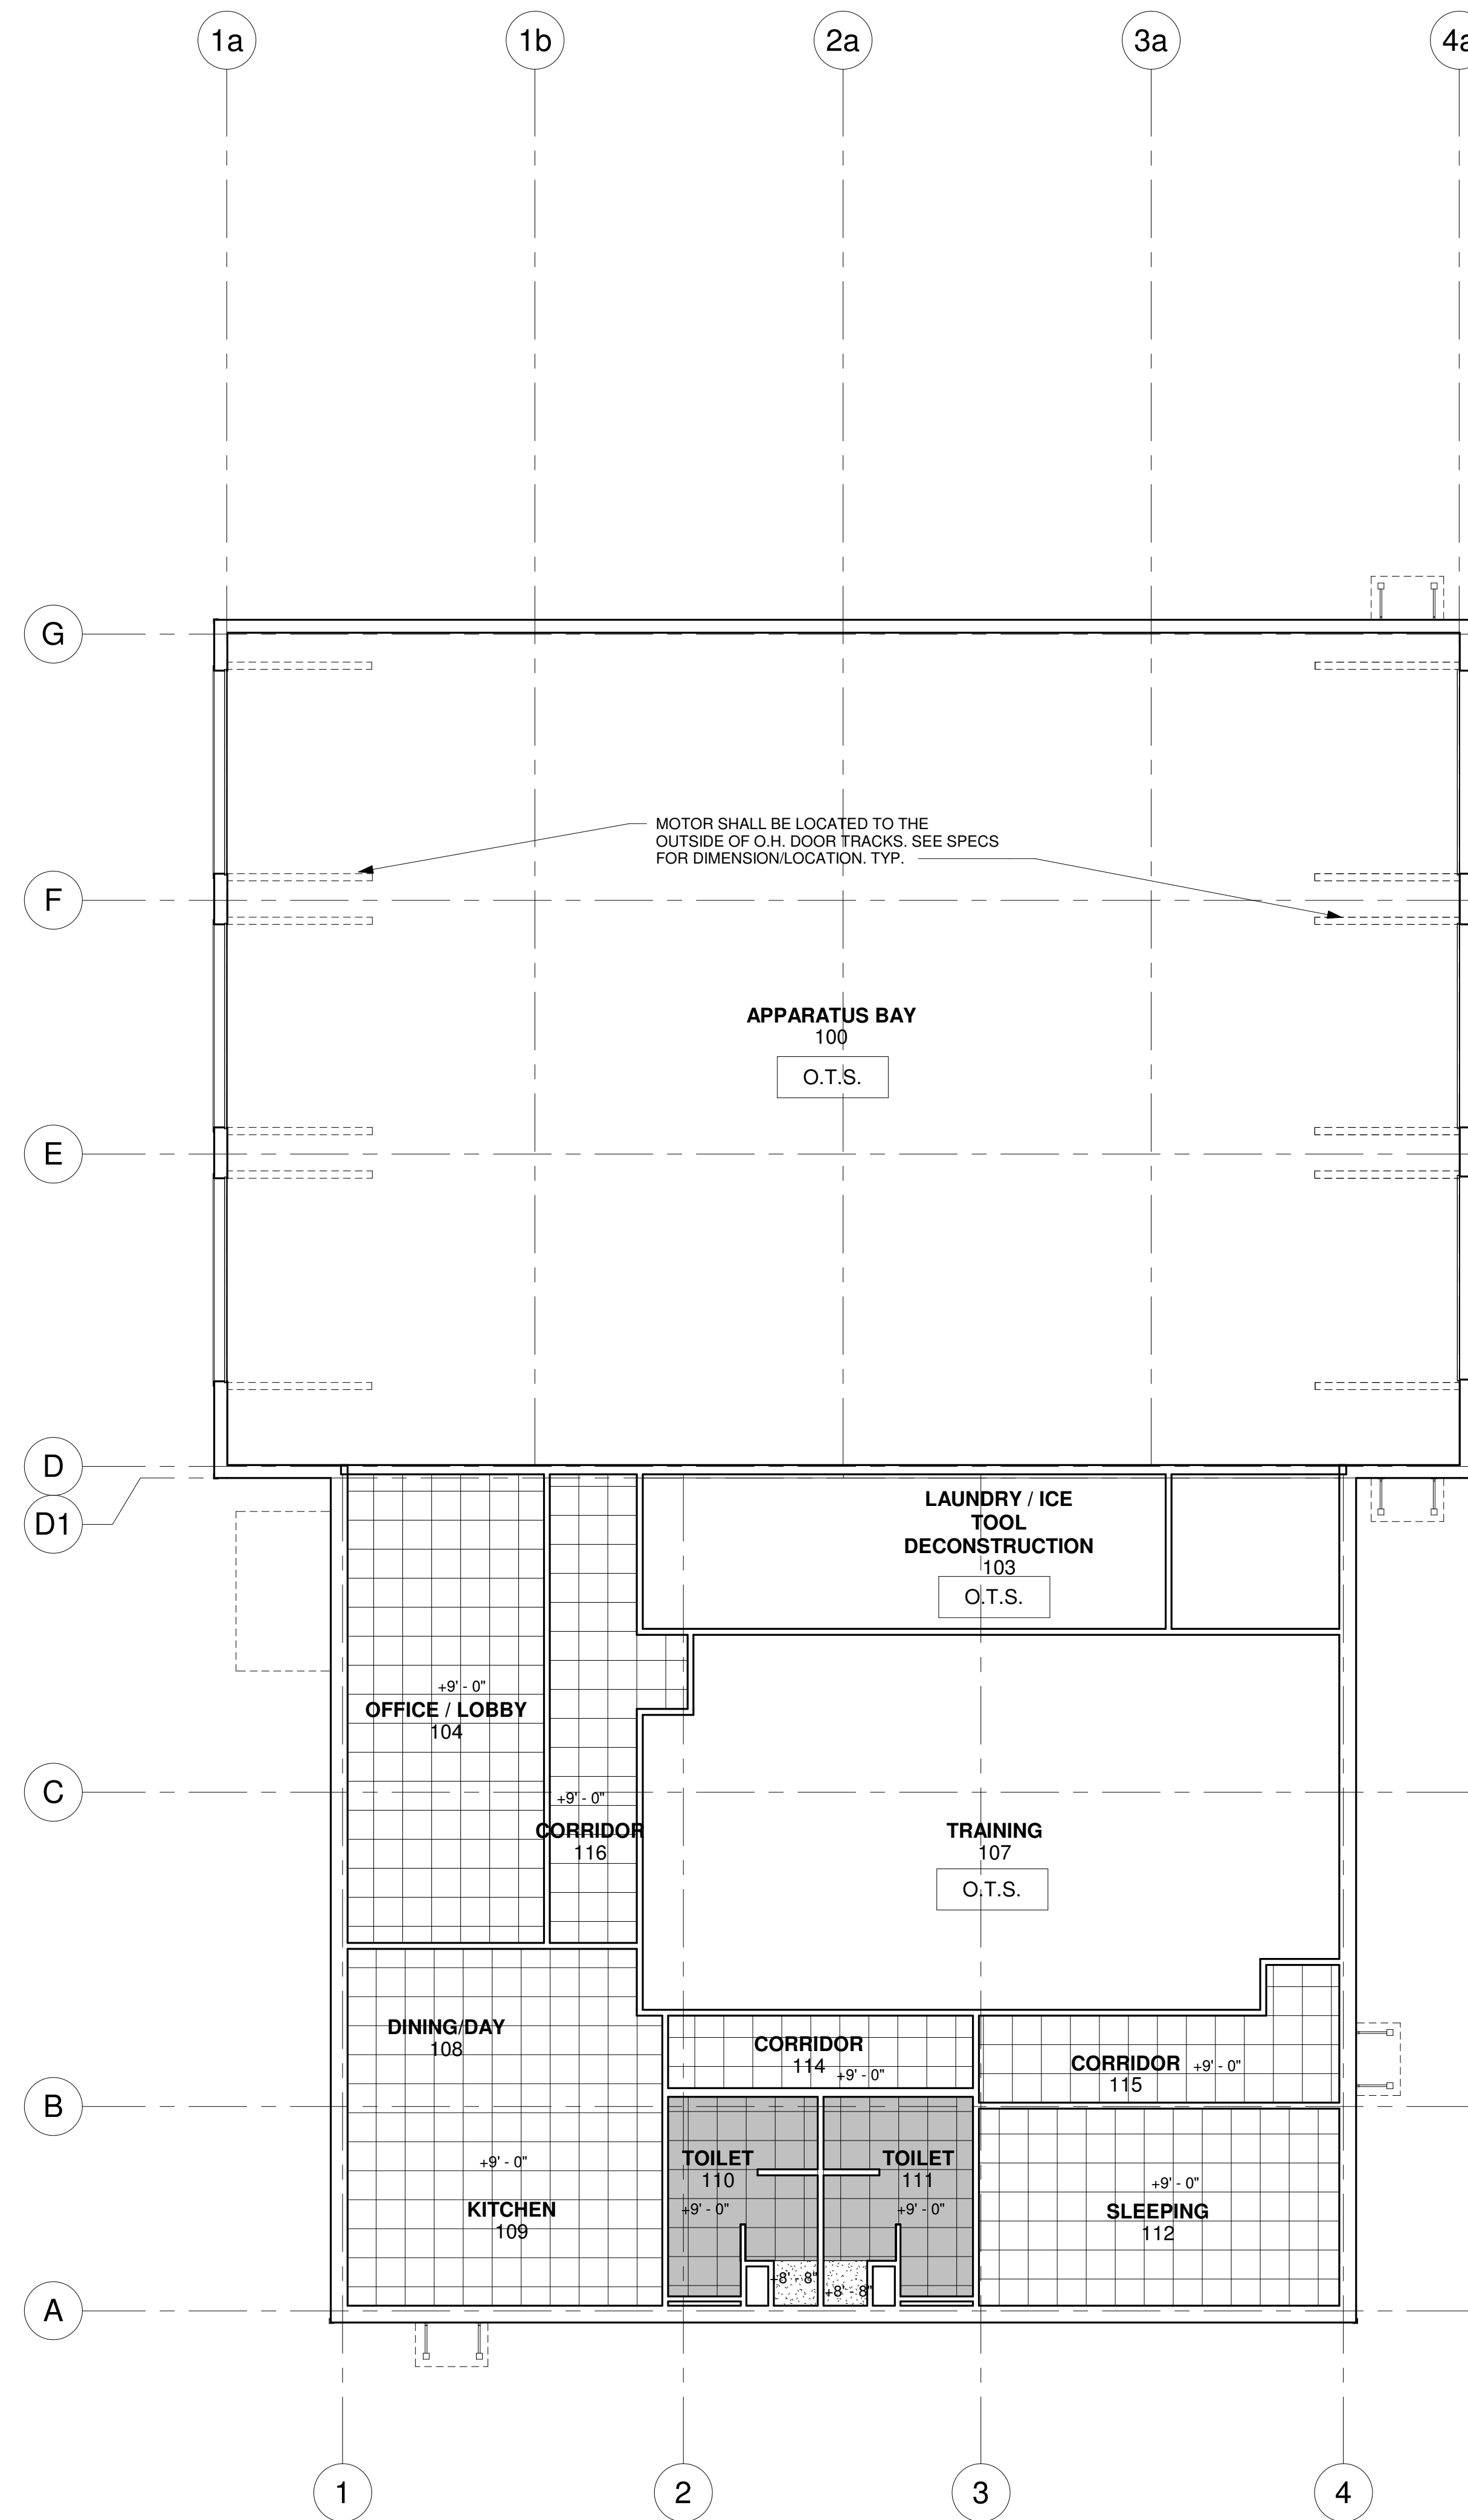 1a
1b
2a
3a
4a
G
MOTOR SHALL BE LOCATED TO THE
OUTSIDE OF O.H. DOOR TRACKS. SEE SPECS
FOR DIMENSION/LOCATION. TYP.
F
APPARATUS BAY
100
O.T.S.
E
D
D1
LAUNDRY / ICE
TOOL
DECONSTRUCTION
103
O.T.S.
+9' - 0"
OFFICE / LOBBY
104
C
+9' - 0"
CORRIDOR
116
TRAINING
107
O.T.S.
DINING/DAY
108
CORRIDOR
114
+9' - 0"
CORRIDOR
+9' - 0"
115
B
+9' - 0"
KITCHEN
109
TOILET
110
+9' - 0"
TOILET
111
+9' - 0"
+9' - 0"
SLEEPING
112
+8' - 8"
+8' - 8"
A
1
2
3
4